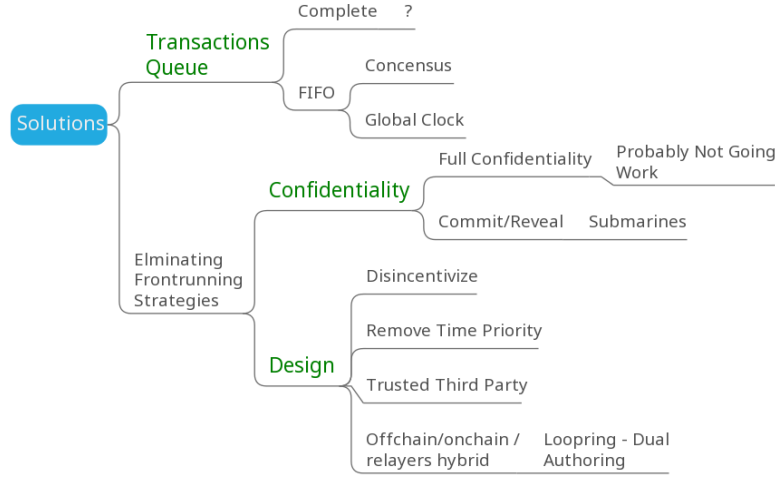 Solutions
Transactions
Queue
Complete ?
FIFO
Concensus
Global Clock
Elminating
Frontrunning
Strategies
Confidentiality
Full Confidentiality
Probably Not Going
Work
Commit/Reveal
Submarines
Design
Disincentivize
Remove Time Priority
Trusted Third Party
Offchain/onchain /
relayers hybrid
Loopring - Dual
Authoring